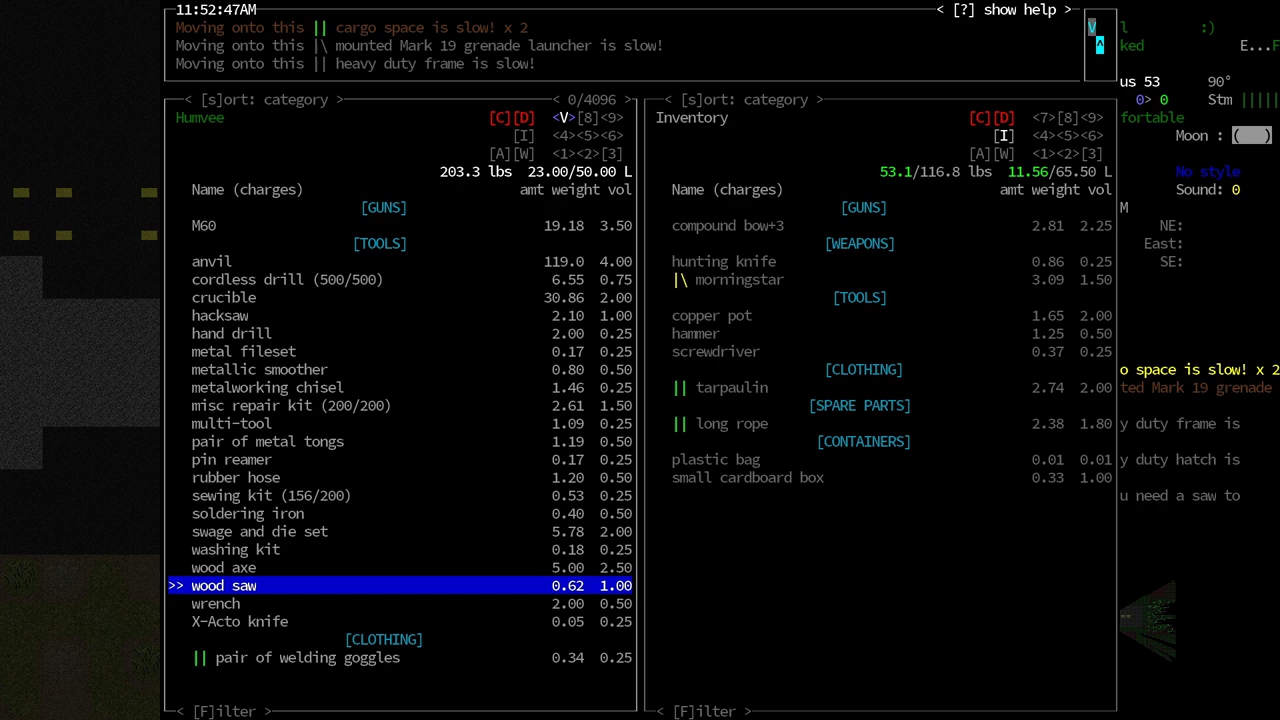 11:52:47AM
< [?] show help >
Moving onto this || cargo space is slow! x 2
Moving onto this |\ mounted Mark 19 grenade launcher is slow!
Moving onto this || heavy duty frame is slow!
V
^
l :)
ked E...F
us 53 90°
0> 0 Stm |||||
fortable
Moon : ( )
No style
Sound: 0
M
NE:
East:
SE:
o space is slow! x 2
ted Mark 19 grenade
y duty frame is
y duty hatch is
u need a saw to
< [s]ort: category > < 0/4096 >
Humvee [C][D] <V>[8]<9>
[I] <4><5><6>
[A][W] <1><2>[3]
203.3 lbs 23.00/50.00 L
Name (charges) amt weight vol
[GUNS]
M60 19.18 3.50
[TOOLS]
anvil 119.0 4.00
cordless drill (500/500) 6.55 0.75
crucible 30.86 2.00
hacksaw 2.10 1.00
hand drill 2.00 0.25
metal fileset 0.17 0.25
metallic smoother 0.80 0.50
metalworking chisel 1.46 0.25
misc repair kit (200/200) 2.61 1.50
multi-tool 1.09 0.25
pair of metal tongs 1.19 0.50
pin reamer 0.17 0.25
rubber hose 1.20 0.50
sewing kit (156/200) 0.53 0.25
soldering iron 0.40 0.50
swage and die set 5.78 2.00
washing kit 0.18 0.25
wood axe 5.00 2.50
>> wood saw 0.62 1.00
wrench 2.00 0.50
X-Acto knife 0.05 0.25
[CLOTHING]
|| pair of welding goggles 0.34 0.25
< [F]ilter >
< [s]ort: category >
Inventory [C][D] <7>[8]<9>
[I] <4><5><6>
[A][W] <1><2>[3]
53.1/116.8 lbs 11.56/65.50 L
Name (charges) amt weight vol
[GUNS]
compound bow+3 2.81 2.25
[WEAPONS]
hunting knife 0.86 0.25
|\ morningstar 3.09 1.50
[TOOLS]
copper pot 1.65 2.00
hammer 1.25 0.50
screwdriver 0.37 0.25
[CLOTHING]
|| tarpaulin 2.74 2.00
[SPARE PARTS]
|| long rope 2.38 1.80
[CONTAINERS]
plastic bag 0.01 0.01
small cardboard box 0.33 1.00
< [F]ilter >